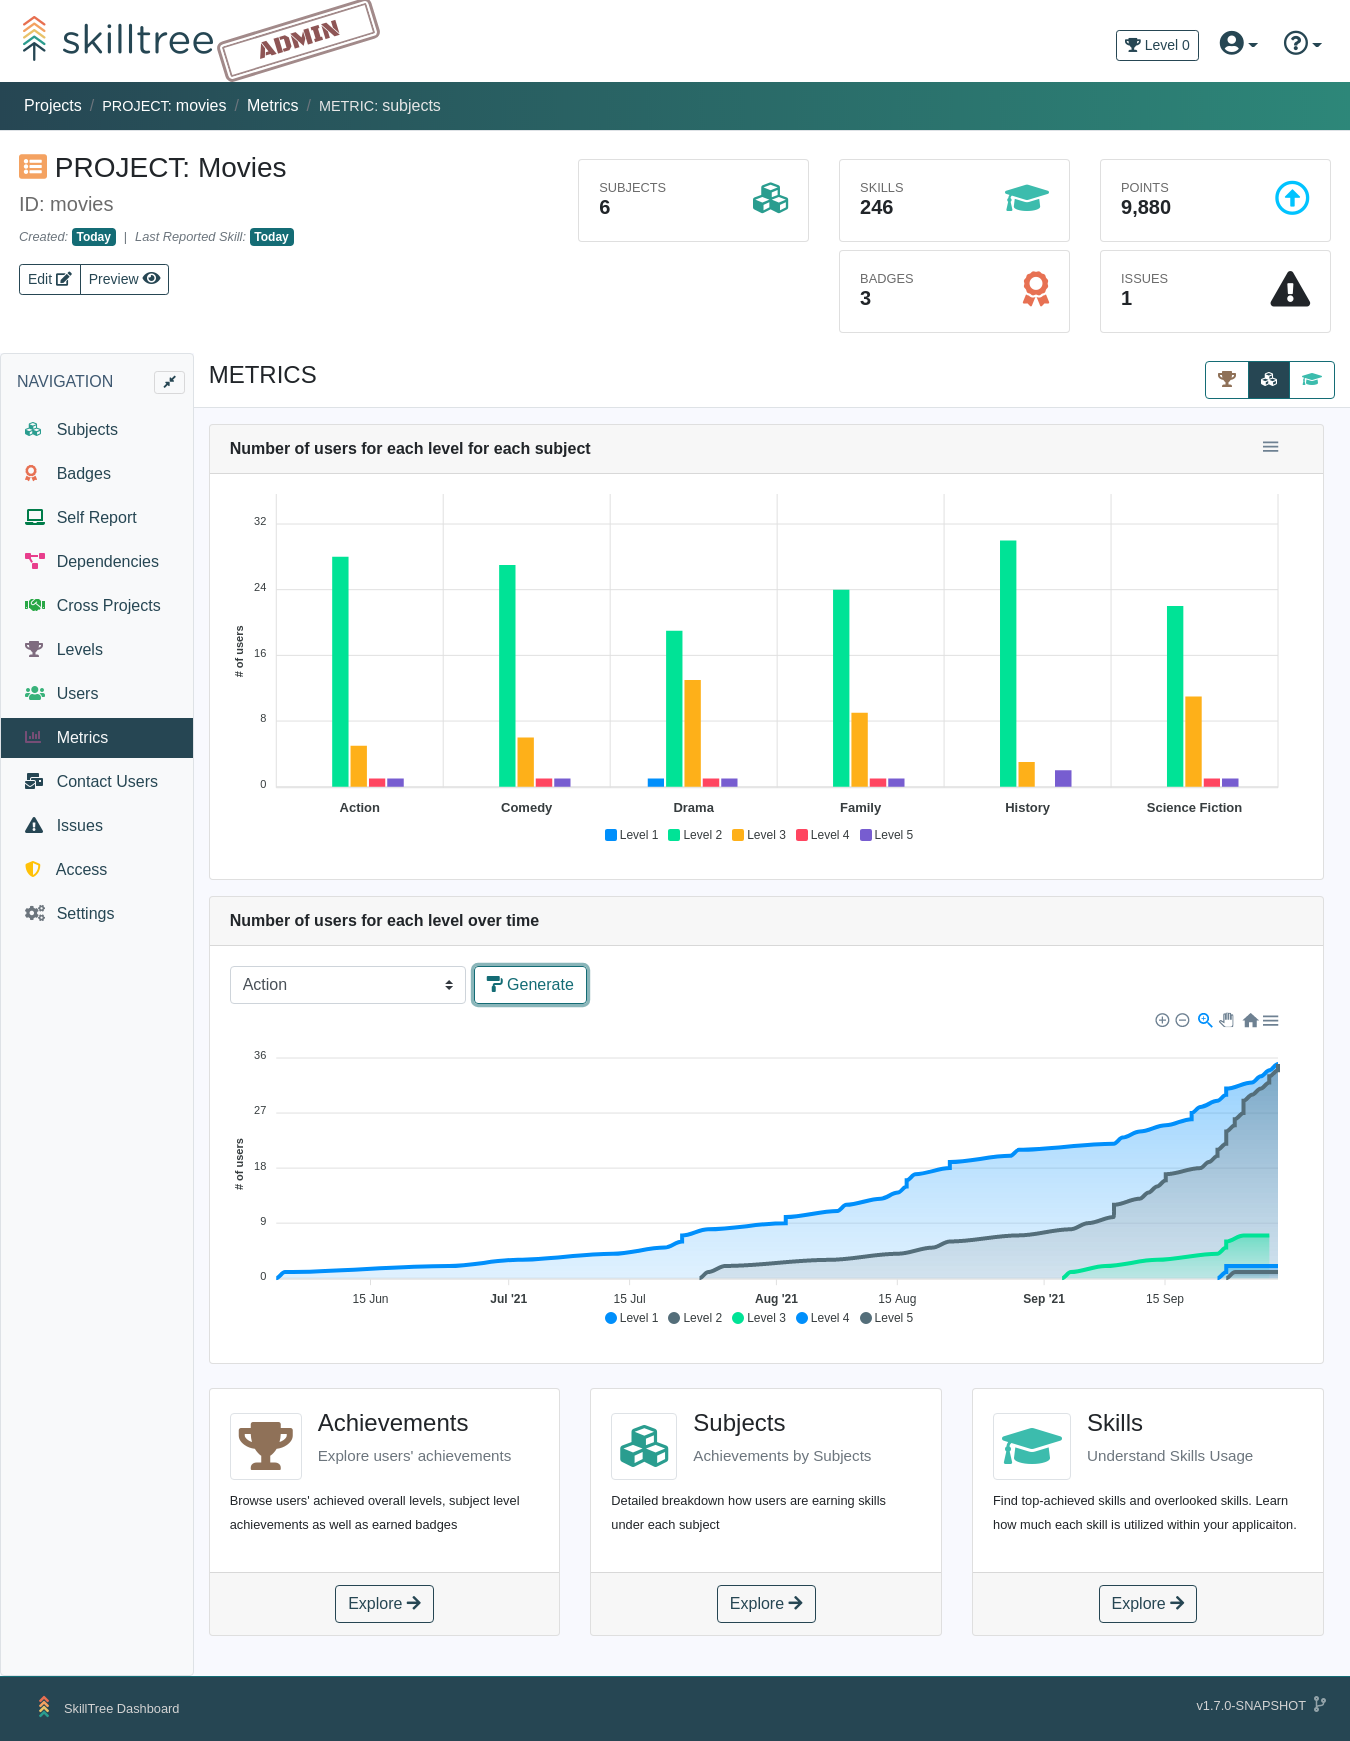 skilltree
ADMIN
Level 0
Projects / PROJECT: movies / Metrics / METRIC: subjects
PROJECT: Movies
ID: movies
Created: Today | Last Reported Skill: Today
Edit Preview
SUBJECTS
6
SKILLS
246
POINTS
9,880
BADGES
3
ISSUES
1
NAVIGATION
Subjects
Badges
Self Report
Dependencies
Cross Projects
Levels
Users
Metrics
Contact Users
Issues
Access
Settings
METRICS
Number of users for each level for each subject
32
24
16
8
0
# of users
Action Comedy Drama Family History Science Fiction
Level 1 Level 2 Level 3 Level 4 Level 5
Number of users for each level over time
Action Generate
36
27
18
9
0
# of users
15 Jun Jul '21 15 Jul Aug '21 15 Aug Sep '21 15 Sep
Level 1 Level 2 Level 3 Level 4 Level 5
Achievements
Explore users' achievements
Browse users' achieved overall levels, subject level
achievements as well as earned badges
Explore
Subjects
Achievements by Subjects
Detailed breakdown how users are earning skills
under each subject
Explore
Skills
Understand Skills Usage
Find top-achieved skills and overlooked skills. Learn
how much each skill is utilized within your applicaiton.
Explore
SkillTree Dashboard
v1.7.0-SNAPSHOT